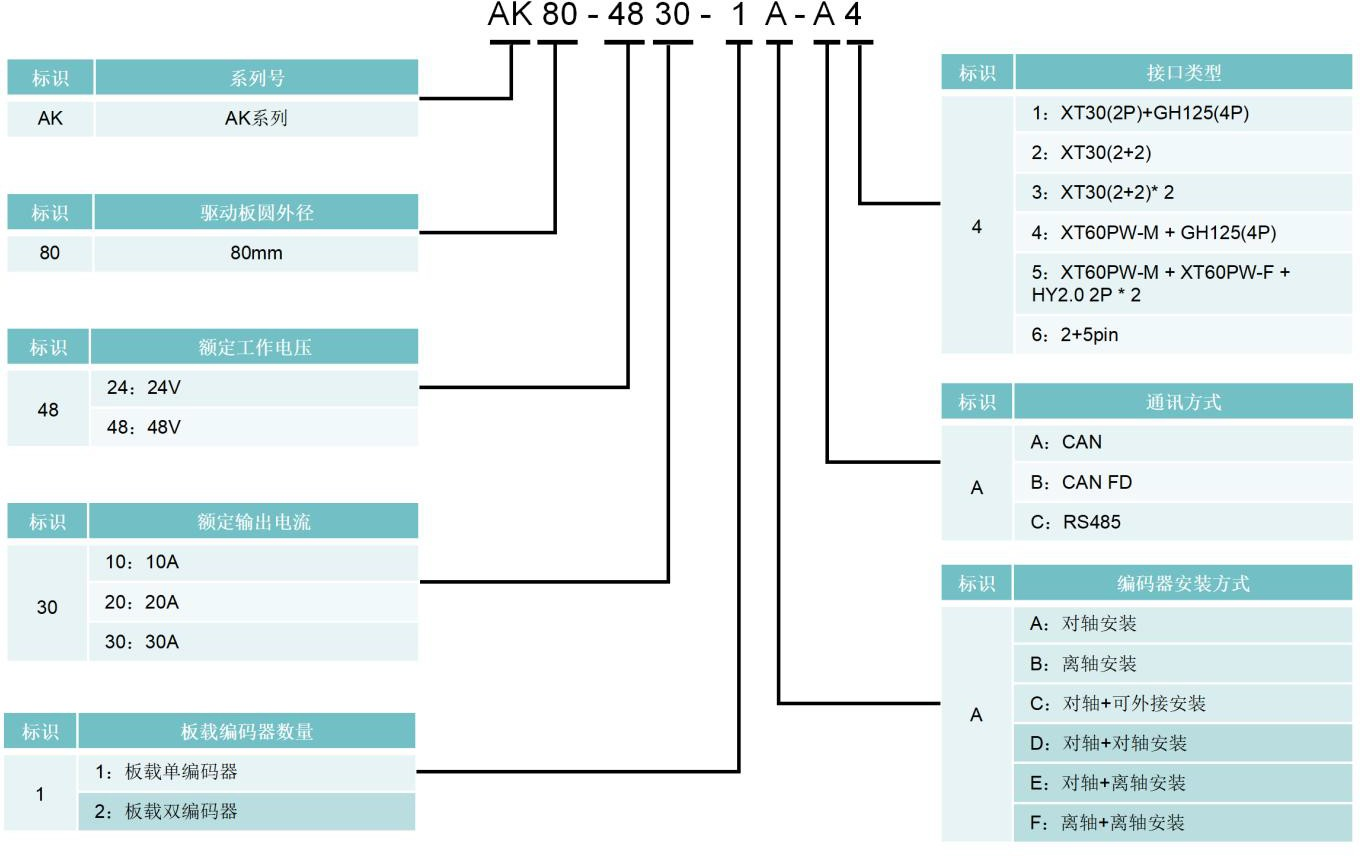 AK 80 - 48 30 - 1 A - A 4
标识 系列号
AK AK系列
标识 驱动板圆外径
80 80mm
标识 额定工作电压
48
24：24V
48：48V
标识 额定输出电流
30
10：10A
20：20A
30：30A
标识 板载编码器数量
1
1：板载单编码器
2：板载双编码器
标识 接口类型
4
1：XT30(2P)+GH125(4P)
2：XT30(2+2)
3：XT30(2+2)* 2
4：XT60PW-M + GH125(4P)
5：XT60PW-M + XT60PW-F +
HY2.0 2P * 2
6：2+5pin
标识 通讯方式
A
A：CAN
B：CAN FD
C：RS485
标识 编码器安装方式
A
A：对轴安装
B：离轴安装
C：对轴+可外接安装
D：对轴+对轴安装
E：对轴+离轴安装
F：离轴+离轴安装